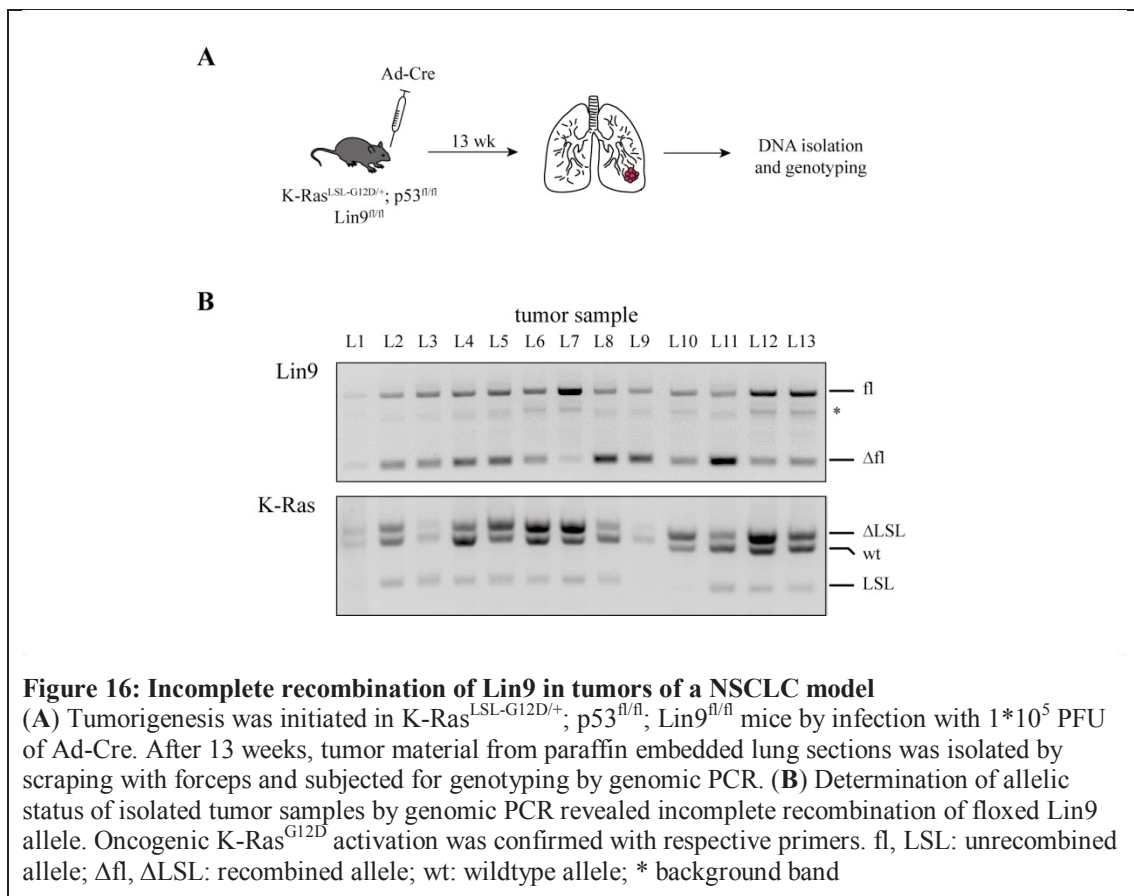 A
Ad-Cre
13 wk
DNA isolation
and genotyping
K-Ras^LSL-G12D/+; p53^fl/fl
Lin9^fl/fl
B
tumor sample
L1 L2 L3 L4 L5 L6 L7 L8 L9 L10 L11 L12 L13
Lin9
fl
*
Δfl
K-Ras
ΔLSL
wt
LSL
Figure 16: Incomplete recombination of Lin9 in tumors of a NSCLC model
(A) Tumorigenesis was initiated in K-Ras^LSL-G12D/+; p53^fl/fl; Lin9^fl/fl mice by infection with 1*10^5 PFU
of Ad-Cre. After 13 weeks, tumor material from paraffin embedded lung sections was isolated by
scraping with forceps and subjected for genotyping by genomic PCR. (B) Determination of allelic
status of isolated tumor samples by genomic PCR revealed incomplete recombination of floxed Lin9
allele. Oncogenic K-Ras^G12D activation was confirmed with respective primers. fl, LSL: unrecombined
allele; Δfl, ΔLSL: recombined allele; wt: wildtype allele; * background band